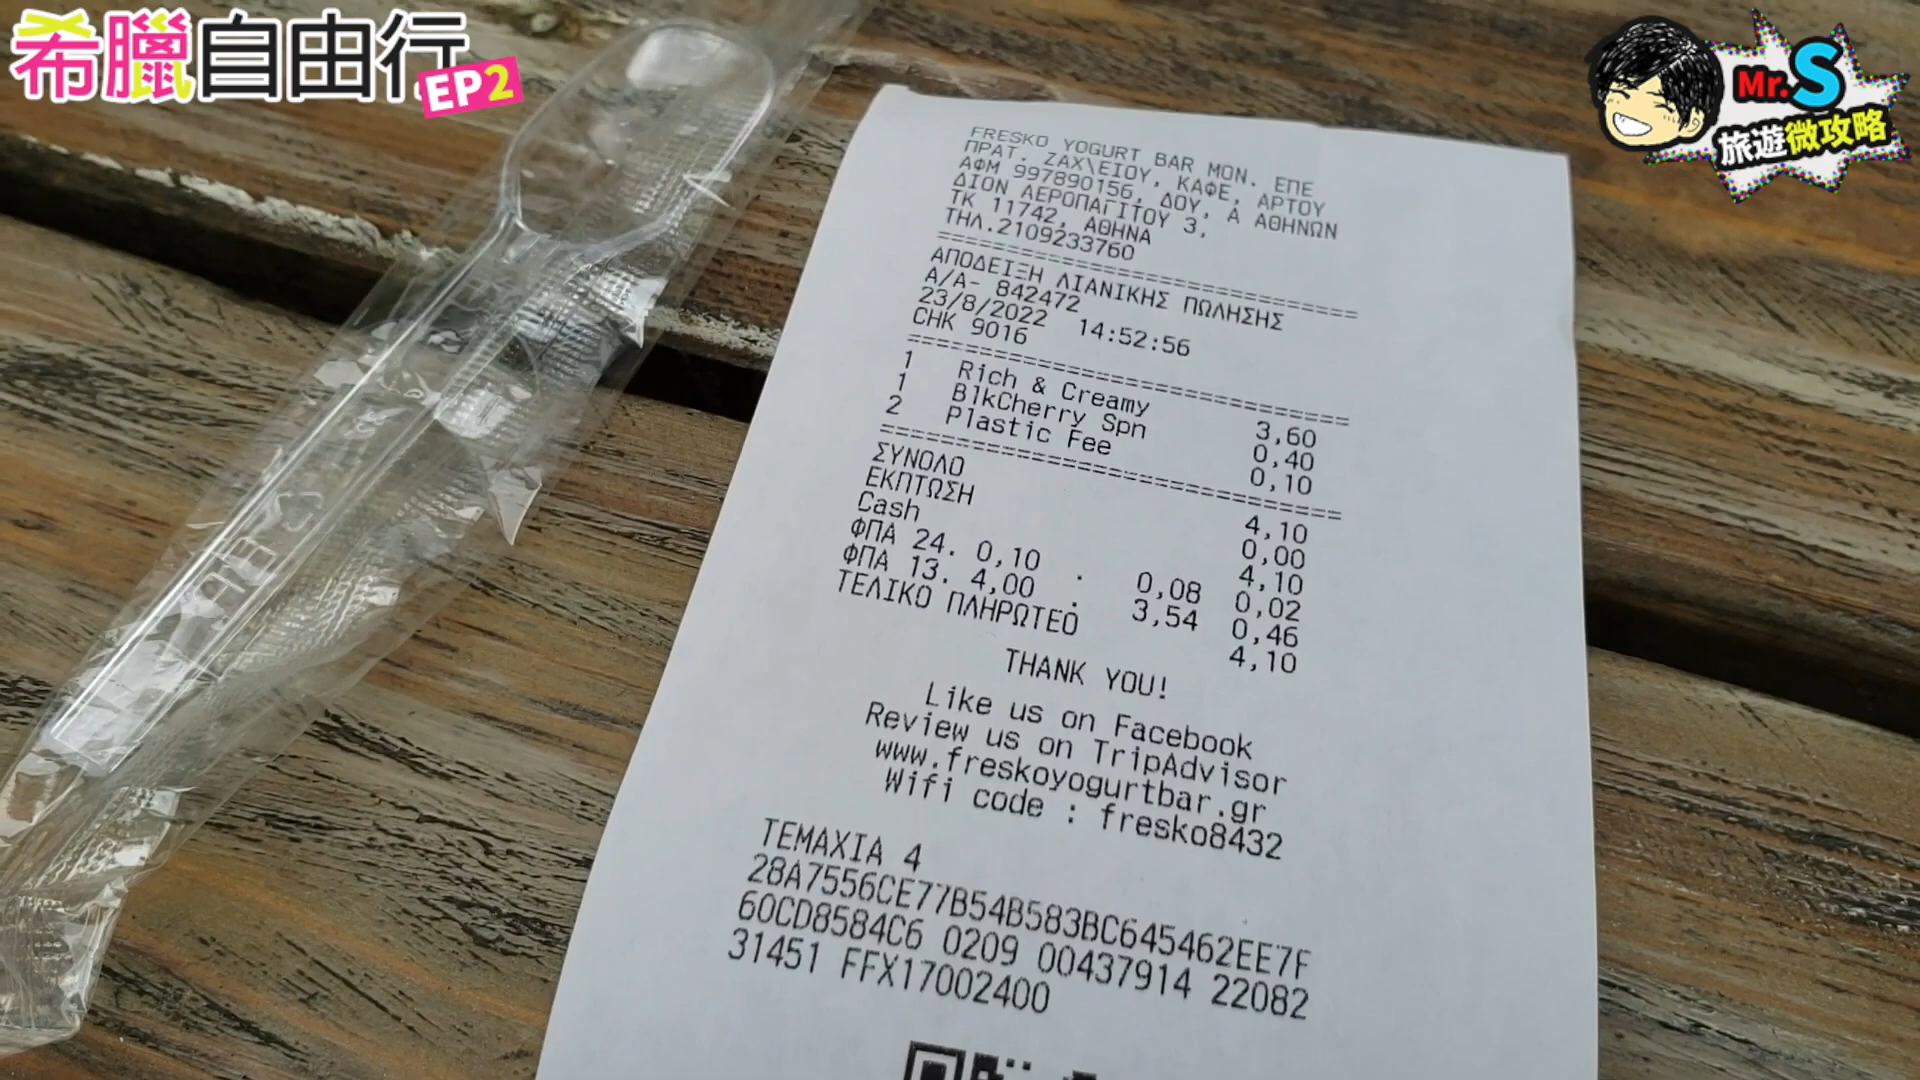 希臘自由行
EP2
Mr.S
旅遊微攻略
FRESKO YOGURT BAR MON. ΕΠΕ
ΠΡΑΤ. ΖΑΧ\ΕΙΟΥ, ΚΑΦΕ, ΑΡΤΟΥ
ΑΦΜ 997890156, ΔΟΥ, Α ΑΘΗΝΩΝ
ΔΙΟΝ ΑΕΡΟΠΑΓΙΤΟΥ 3,
ΤΚ 11742, ΑΘΗΝΑ
ΤΗΛ.2109233760
ΑΠΟΔΕΙΞΗ ΛΙΑΝΙΚΗΣ ΠΩΛΗΣΗΣ
Α/Α- 842472
23/8/2022 14:52:56
CHK 9016
1 Rich & Creamy 3,60
1 BlkCherry Spn 0,40
2 Plastic Fee 0,10
ΣΥΝΟΛΟ 4,10
ΕΚΠΤΩΣΗ 0,00
Cash 4,10
ΦΠΑ 24. 0,10 . 0,08 0,02
ΦΠΑ 13. 4,00 . 3,54 0,46
ΤΕΛΙΚΟ ΠΛΗΡΩΤΕΟ 4,10
THANK YOU!
Like us on Facebook
Review us on TripAdvisor
www.freskoyogurtbar.gr
Wifi code : fresko8432
ΤΕΜΑΧΙΑ 4
28A7556CE77B54B583BC645462EE7F
60CD8584C6 0209 00437914 22082
31451 FFX17002400